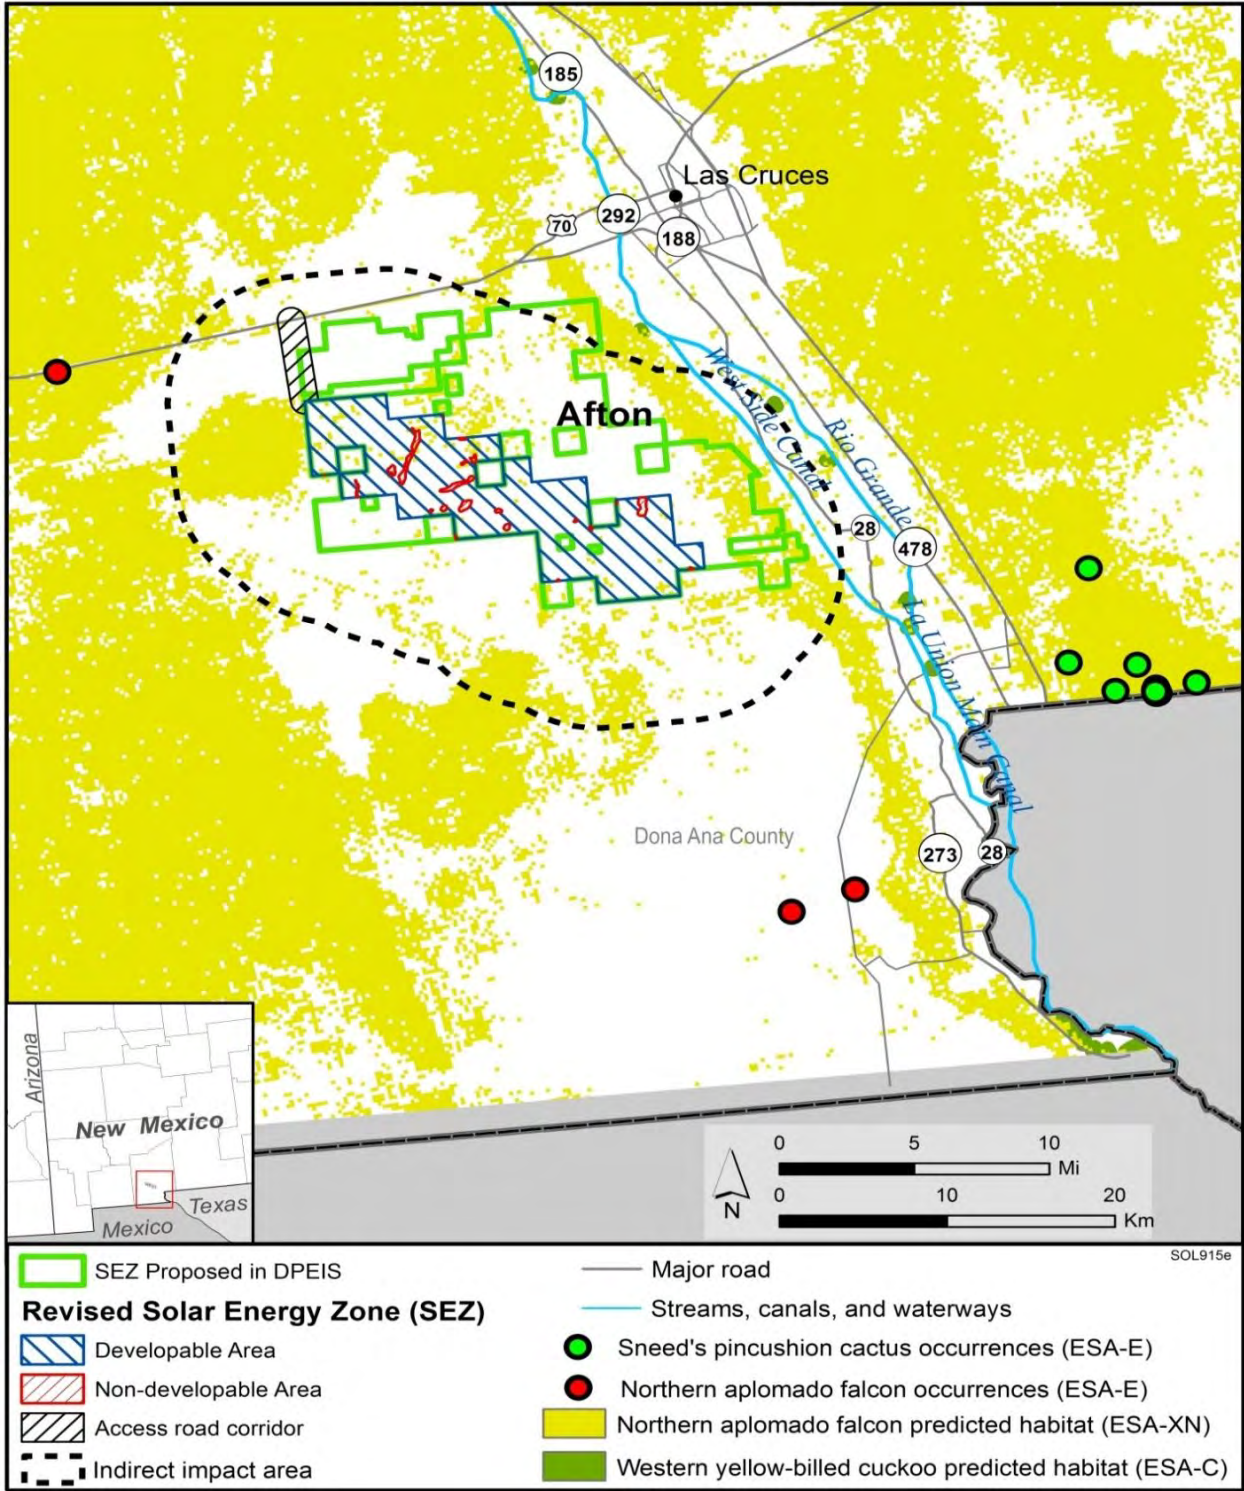 185
Las Cruces
292
70
188
West Side Canal
Afton
Rio Grande
28
478
La Union Main Canal
Dona Ana County
273
28
Arizona
New Mexico
Texas
Mexico
0 5 10
Mi
N
0 10 20
Km
SOL915e
SEZ Proposed in DPEIS
Revised Solar Energy Zone (SEZ)
Developable Area
Non-developable Area
Access road corridor
Indirect impact area
Major road
Streams, canals, and waterways
Sneed's pincushion cactus occurrences (ESA-E)
Northern aplomado falcon occurrences (ESA-E)
Northern aplomado falcon predicted habitat (ESA-XN)
Western yellow-billed cuckoo predicted habitat (ESA-C)